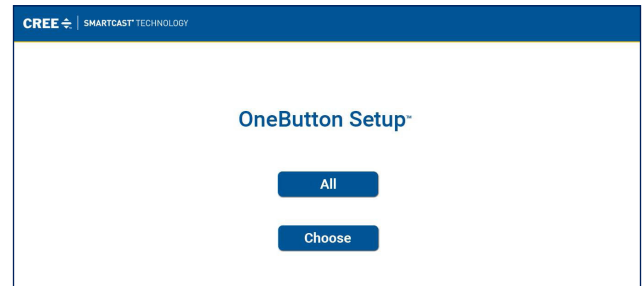 CREE | SMARTCAST® TECHNOLOGY
OneButton Setup™
All
Choose